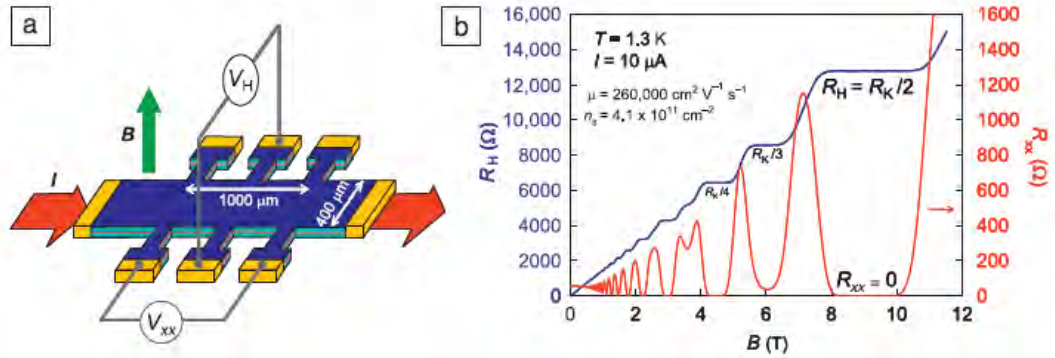 a
V_H
B
I
1000 μm
400 μm
V_xx
b
T = 1.3 K
I = 10 μA
μ = 260,000 cm² V⁻¹ s⁻¹
n_s = 4.1 x 10¹¹ cm⁻²
R_H = R_K/2
R_K/3
R_K/4
R_xx = 0
R_H (Ω)
16,000
14,000
12,000
10,000
8000
6000
4000
2000
0
R_xx (Ω)
1600
1400
1200
1000
800
600
400
200
0
0 2 4 6 8 10 12
B (T)